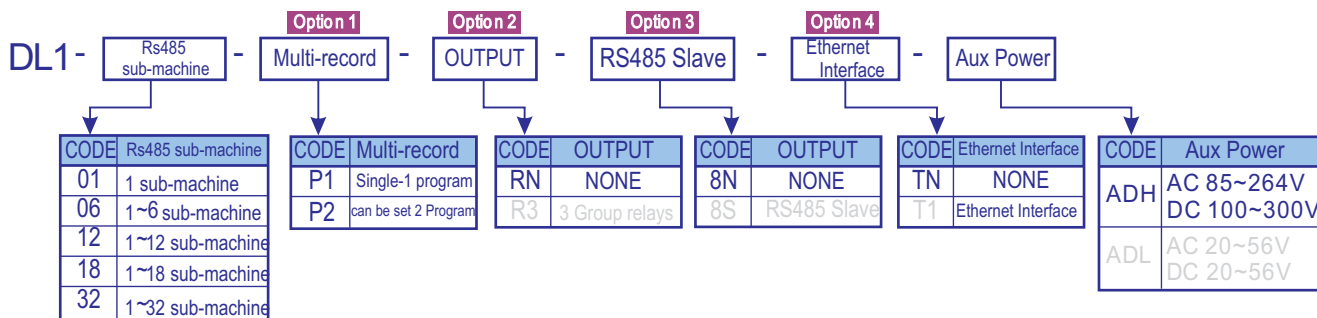 Option 1 Option 2 Option 3 Option 4
DL1 - Rs485 sub-machine - Multi-record - OUTPUT - RS485 Slave - Ethernet Interface - Aux Power
CODE Rs485 sub-machine
01 1 sub-machine
06 1~6 sub-machine
12 1~12 sub-machine
18 1~18 sub-machine
32 1~32 sub-machine
CODE Multi-record
P1 Single-1 program
P2 can be set 2 Program
CODE OUTPUT
RN NONE
R3 3 Group relays
CODE OUTPUT
8N NONE
8S RS485 Slave
CODE Ethernet Interface
TN NONE
T1 Ethernet Interface
CODE Aux Power
ADH AC 85~264V
DC 100~300V
ADL AC 20~56V
DC 20~56V